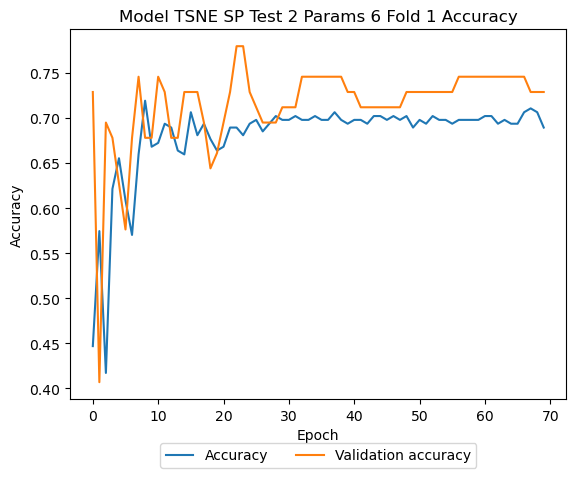 Model TSNE SP Test 2 Params 6 Fold 1 Accuracy
Accuracy
0.75
0.70
0.65
0.60
0.55
0.50
0.45
0.40
0 10 20 30 40 50 60 70
Epoch
Accuracy Validation accuracy